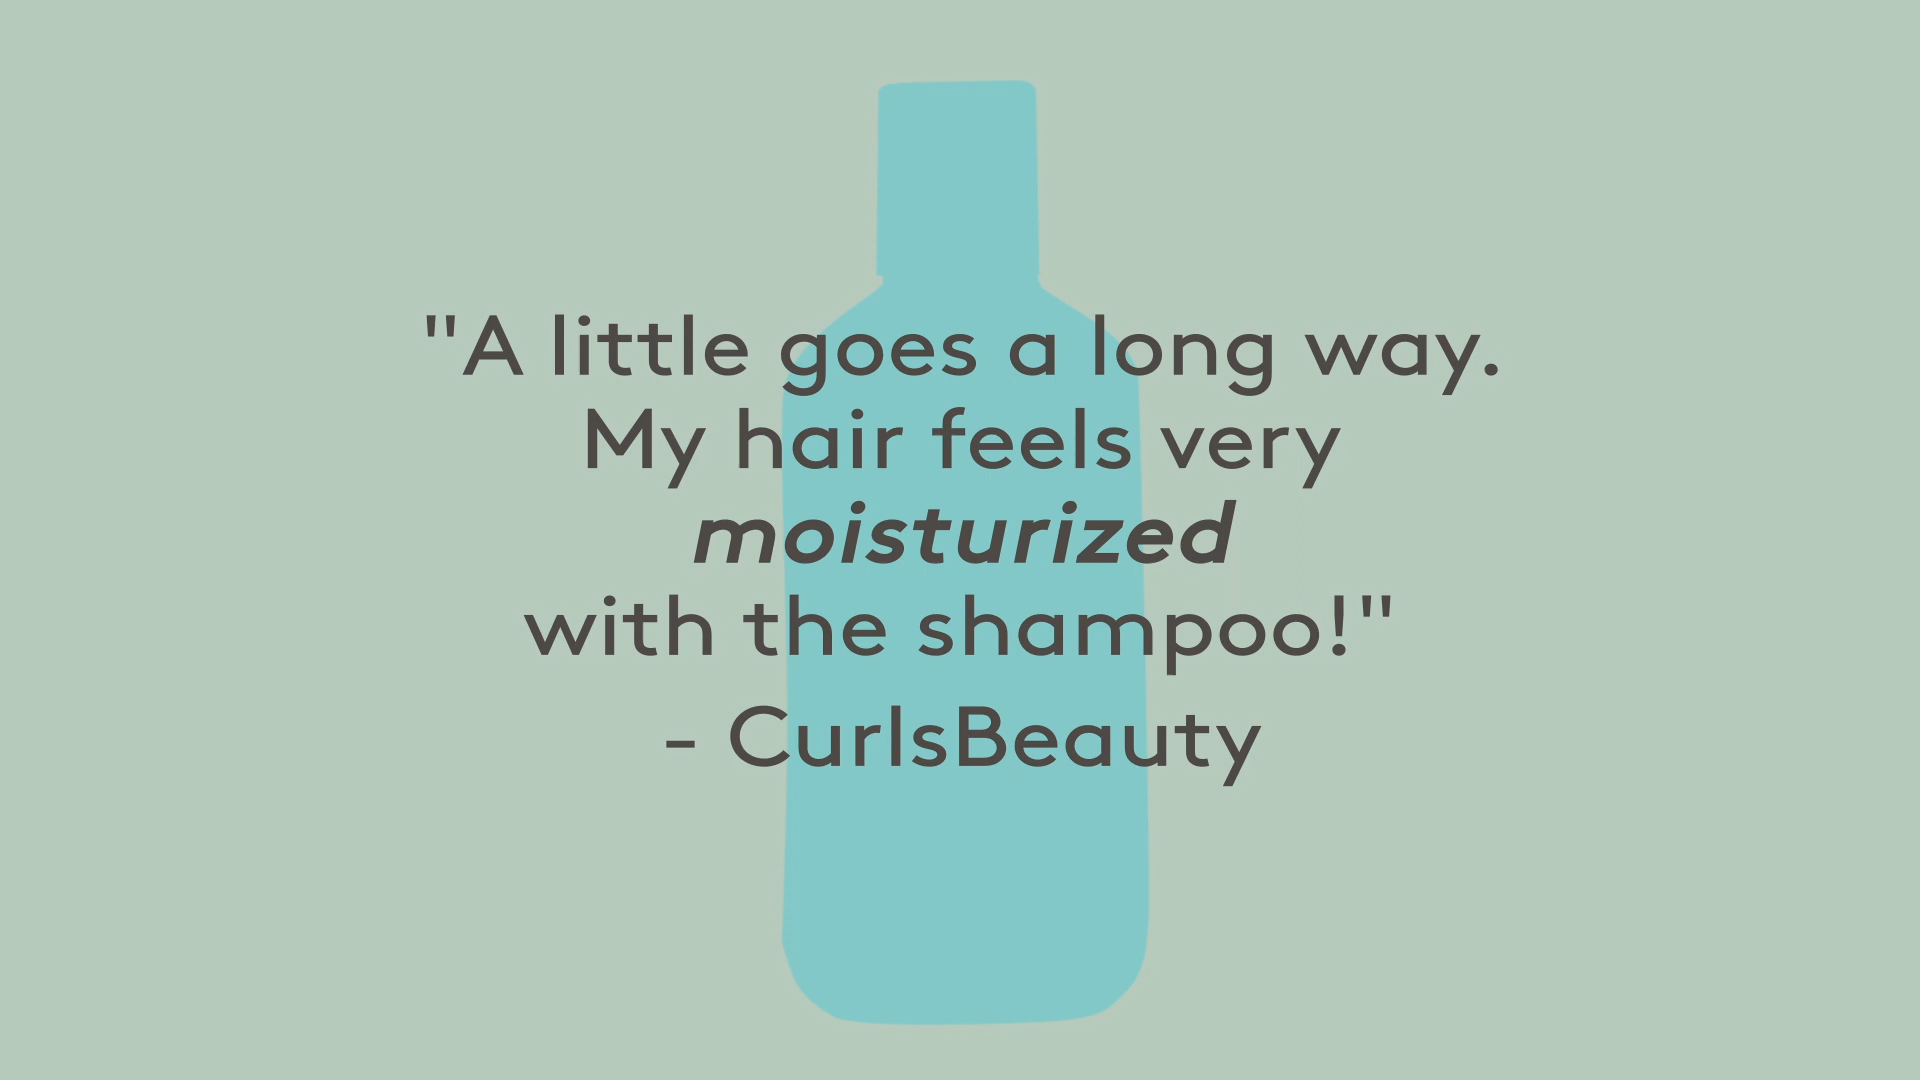 "A little goes a long way.
My hair feels very
moisturized
with the shampoo!"
- CurlsBeauty